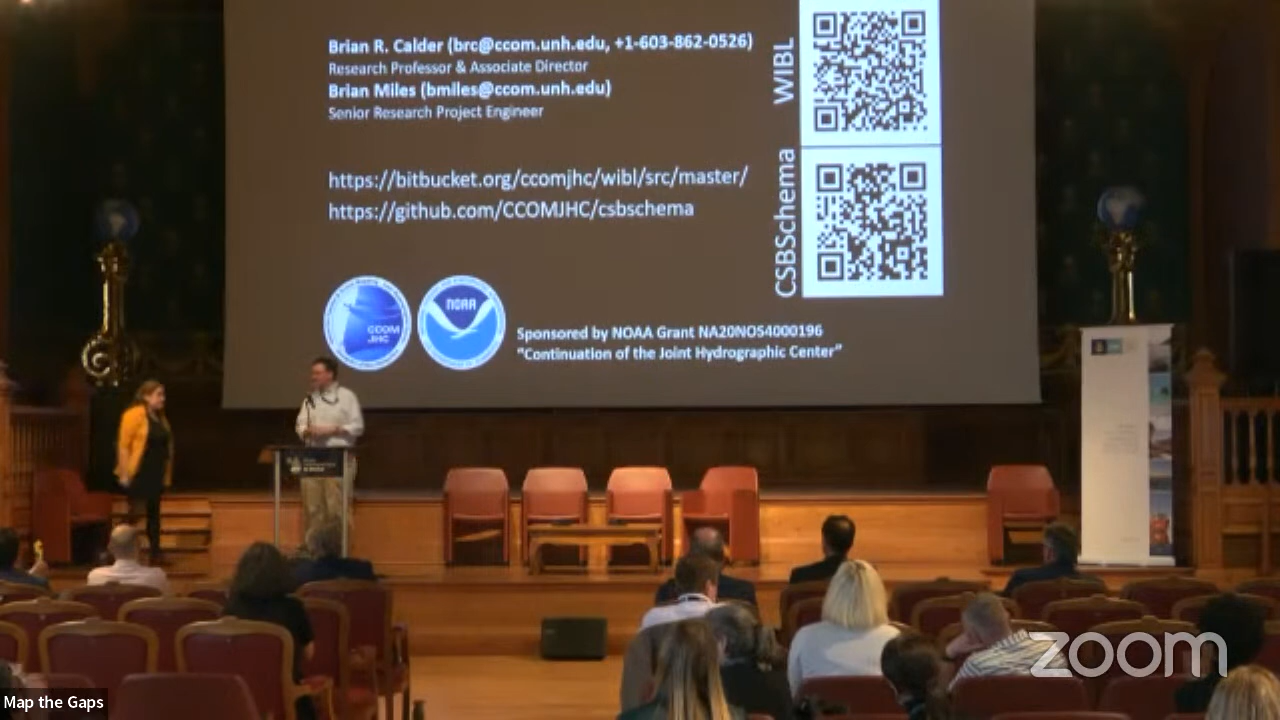 Brian R. Calder (brc@ccom.unh.edu, +1-603-862-0526)
Research Professor & Associate Director
Brian Miles (bmiles@ccom.unh.edu)
Senior Research Project Engineer
https://bitbucket.org/ccomjhc/wibl/src/master/
https://github.com/CCOMJHC/csbschema
WIBL
CSBSchema
CCOM
JHC
NOAA
Sponsored by NOAA Grant NA20NOS4000196
"Continuation of the Joint Hydrographic Center"
zoom
Map the Gaps